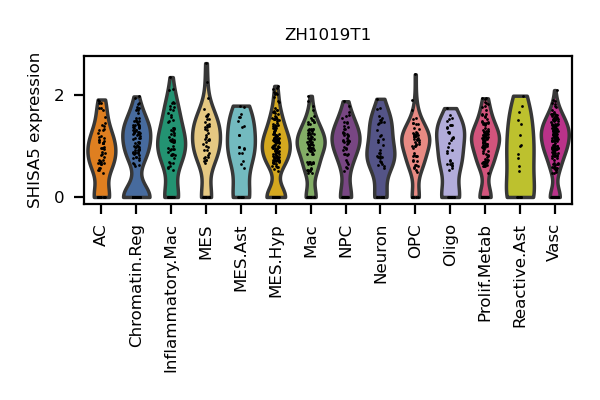 ZH1019T1
SHISA5 expression
2
0
AC
Chromatin.Reg
Inflammatory.Mac
MES
MES.Ast
MES.Hyp
Mac
NPC
Neuron
OPC
Oligo
Prolif.Metab
Reactive.Ast
Vasc